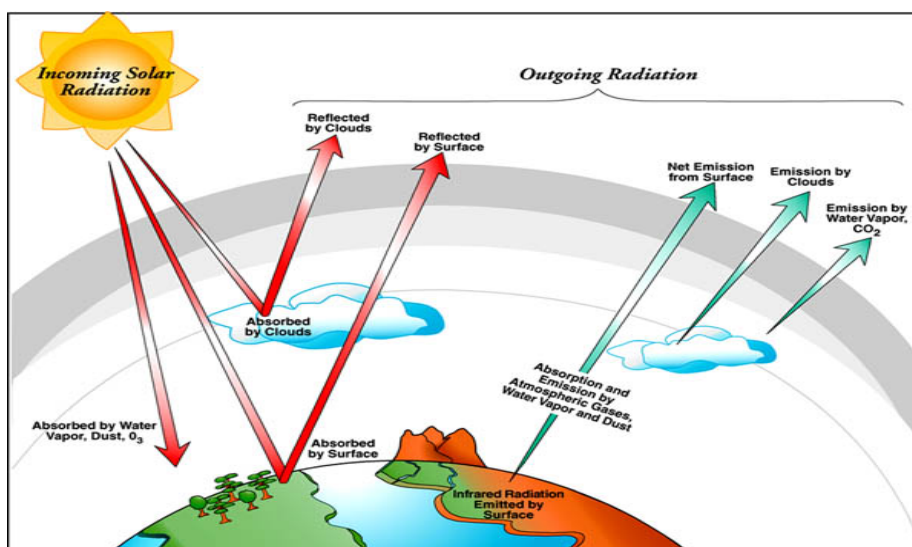 Incoming Solar
Radiation
Outgoing Radiation
Reflected
by Clouds
Reflected
by Surface
Net Emission
from Surface
Emission by
Clouds
Emission by
Water Vapor,
CO₂
Absorbed
by Clouds
Absorption and
Emission by
Atmospheric Gases,
Water Vapor and Dust
Absorbed by Water
Vapor, Dust, 0₃
Absorbed
by Surface
Infrared Radiation
Emitted by
Surface